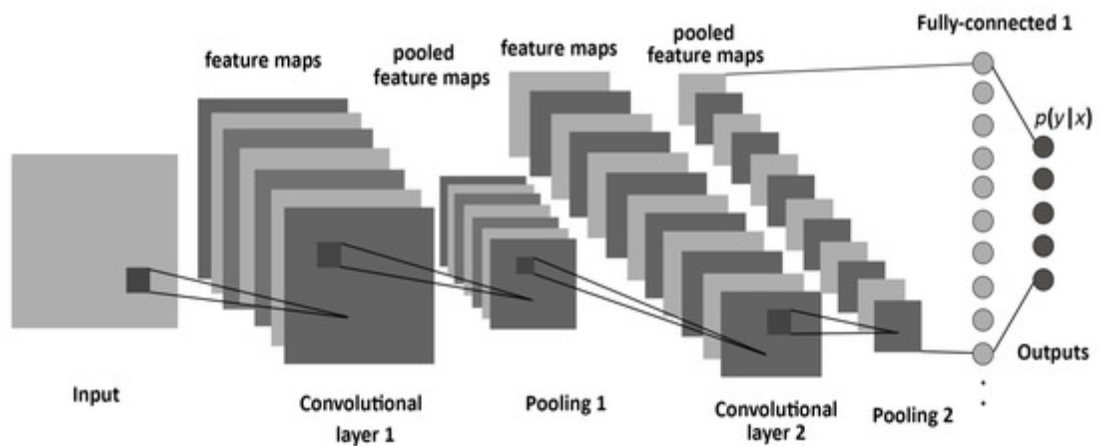 Fully-connected 1
feature maps
pooled
feature maps
feature maps
pooled
feature maps
p(y|x)
Input
Convolutional
layer 1
Pooling 1
Convolutional
layer 2
Pooling 2
Outputs